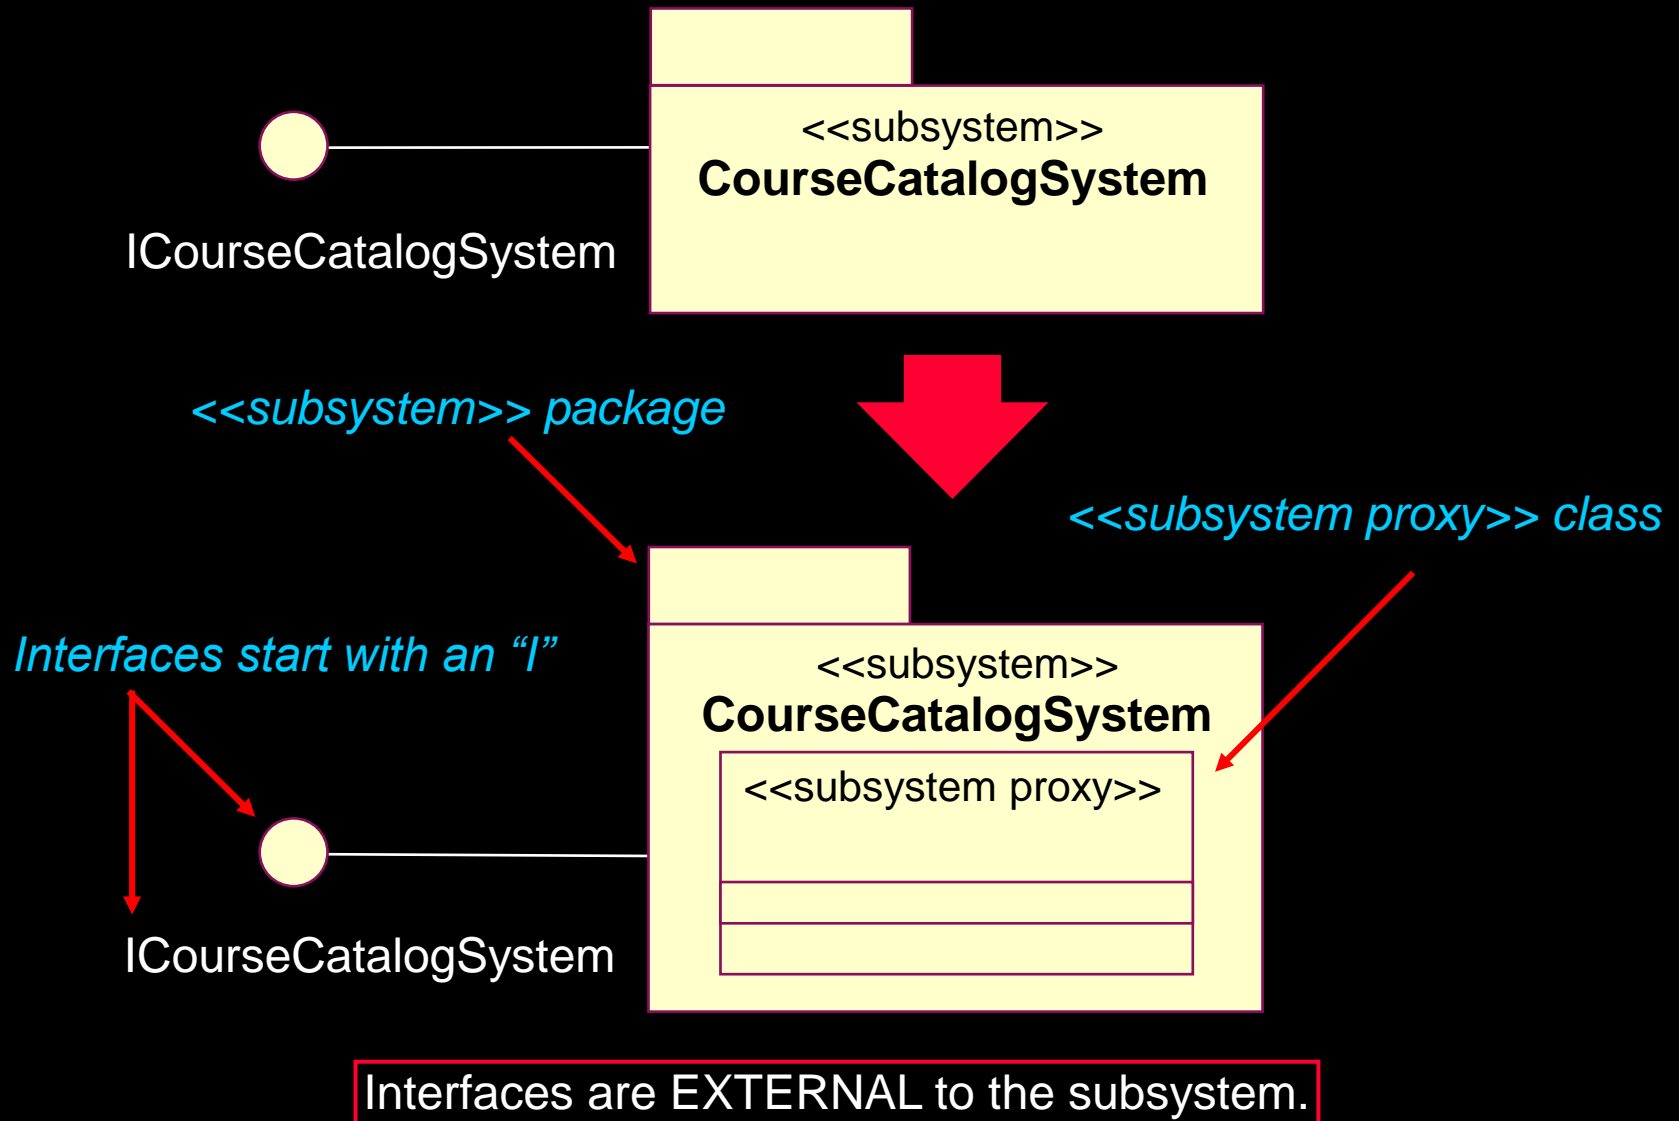 <<subsystem>>
CourseCatalogSystem
ICourseCatalogSystem
<<subsystem>> package
<<subsystem proxy>> class
Interfaces start with an “I”
<<subsystem>>
CourseCatalogSystem
<<subsystem proxy>>
ICourseCatalogSystem
Interfaces are EXTERNAL to the subsystem.